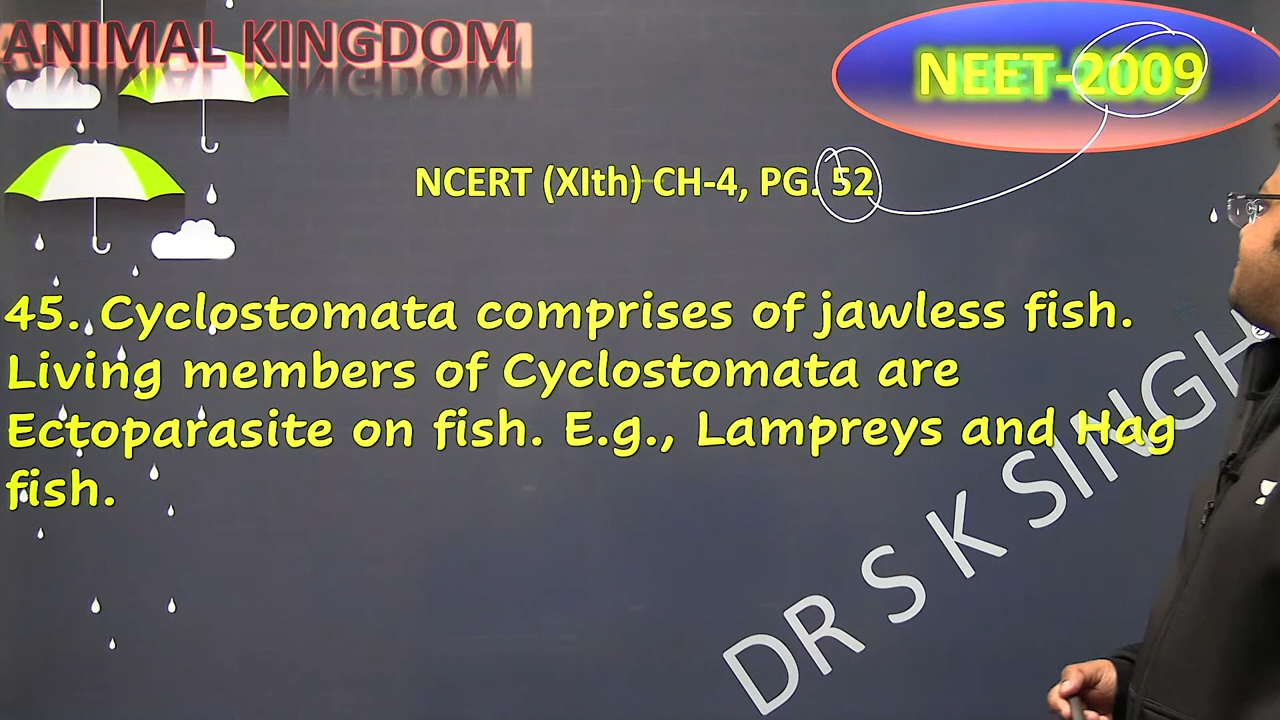 ANIMAL KINGDOM
NEET-2009
NCERT (XIth) CH-4, PG. 52
45. Cyclostomata comprises of jawless fish.
Living members of Cyclostomata are
Ectoparasite on fish. E.g., Lampreys and Hag
fish.
DR S K SINGH